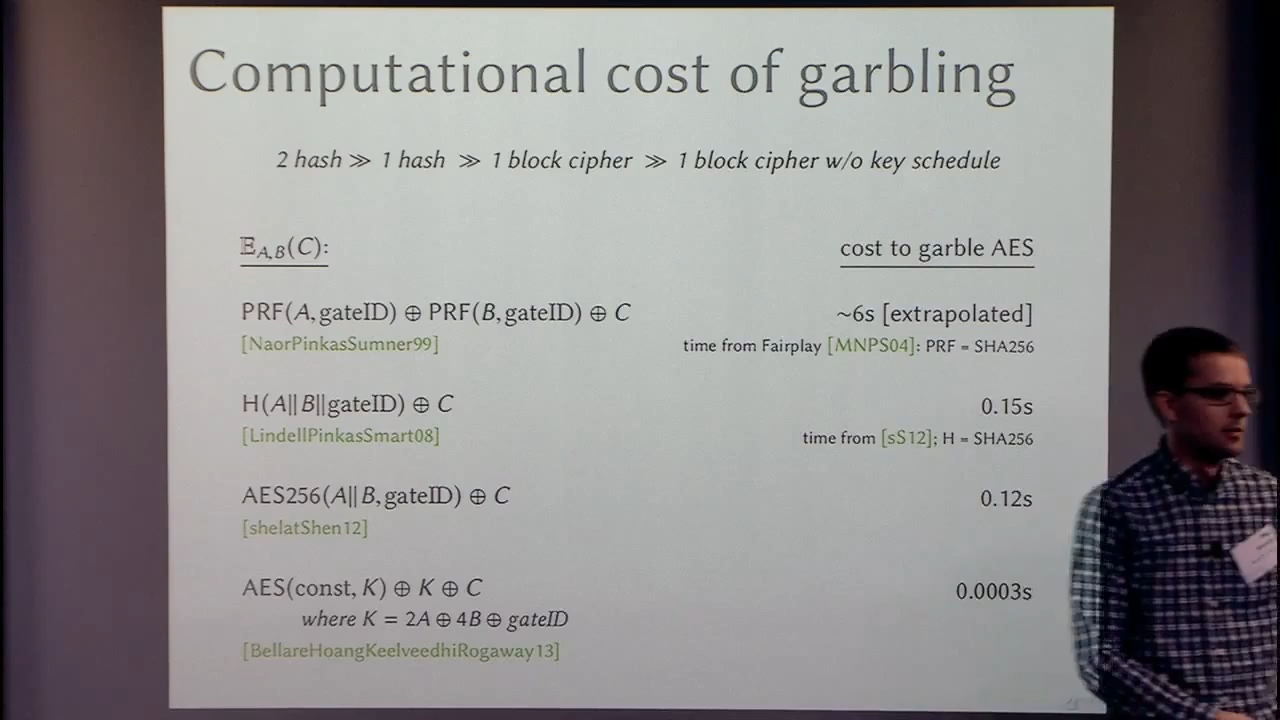 Computational cost of garbling
2 hash ≫ 1 hash ≫ 1 block cipher ≫ 1 block cipher w/o key schedule
𝔼A,B(C): cost to garble AES
PRF(A, gateID) ⊕ PRF(B, gateID) ⊕ C ~6s [extrapolated]
[NaorPinkasSumner99] time from Fairplay [MNPS04]: PRF = SHA256
H(A||B||gateID) ⊕ C 0.15s
[LindellPinkasSmart08] time from [sS12]; H = SHA256
AES256(A||B, gateID) ⊕ C 0.12s
[shelatShen12]
AES(const, K) ⊕ K ⊕ C 0.0003s
where K = 2A ⊕ 4B ⊕ gateID
[BellareHoangKeelveedhiRogaway13]